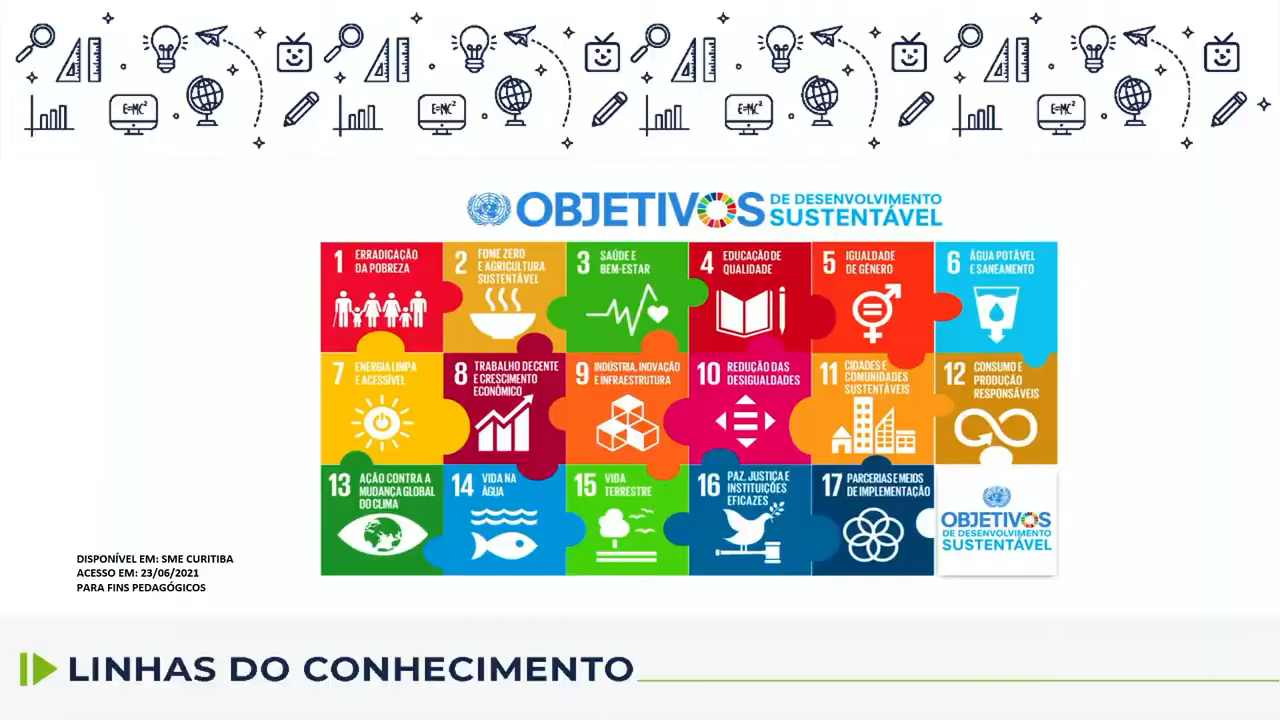 E=MC²
E=MC²
E=MC²
E=MC²
OBJETIVOS
DE DESENVOLVIMENTO
SUSTENTÁVEL
1 ERRADICAÇÃO
DA POBREZA
2 FOME ZERO
E AGRICULTURA
SUSTENTÁVEL
3 SAÚDE E
BEM-ESTAR
4 EDUCAÇÃO DE
QUALIDADE
5 IGUALDADE
DE GÊNERO
6 ÁGUA POTÁVEL
E SANEAMENTO
7 ENERGIA LIMPA
E ACESSÍVEL
8 TRABALHO DECENTE
E CRESCIMENTO
ECONÔMICO
9 INDÚSTRIA, INOVAÇÃO
E INFRAESTRUTURA
10 REDUÇÃO DAS
DESIGUALDADES
11 CIDADES E
COMUNIDADES
SUSTENTÁVEIS
12 CONSUMO E
PRODUÇÃO
RESPONSÁVEIS
13 AÇÃO CONTRA A
MUDANÇA GLOBAL
DO CLIMA
14 VIDA NA
ÁGUA
15 VIDA
TERRESTRE
16 PAZ, JUSTIÇA E
INSTITUIÇÕES
EFICAZES
17 PARCERIAS E MEIOS
DE IMPLEMENTAÇÃO
OBJETIVOS
DE DESENVOLVIMENTO
SUSTENTÁVEL
DISPONÍVEL EM: SME CURITIBA
ACESSO EM: 23/06/2021
PARA FINS PEDAGÓGICOS
LINHAS DO CONHECIMENTO